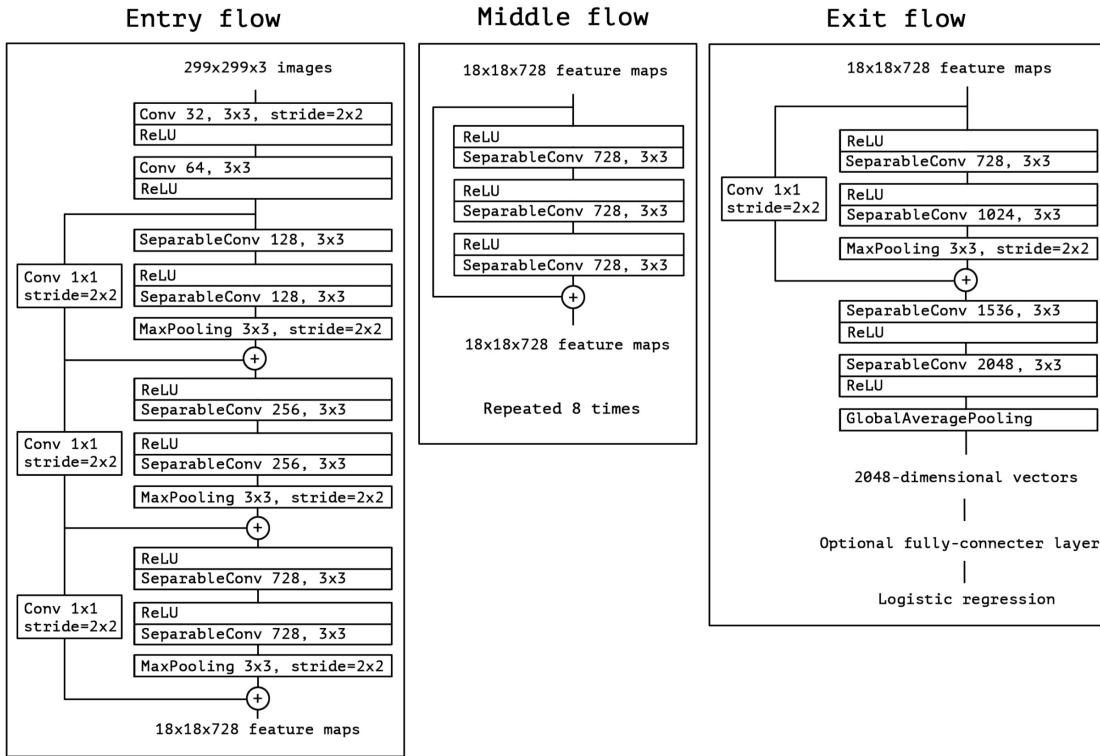 Entry flow
299x299x3 images
Conv 32, 3x3, stride=2x2
ReLU
Conv 64, 3x3
ReLU
SeparableConv 128, 3x3
Conv 1x1
stride=2x2
ReLU
SeparableConv 128, 3x3
MaxPooling 3x3, stride=2x2
+
ReLU
SeparableConv 256, 3x3
Conv 1x1
stride=2x2
ReLU
SeparableConv 256, 3x3
MaxPooling 3x3, stride=2x2
+
ReLU
SeparableConv 728, 3x3
Conv 1x1
stride=2x2
ReLU
SeparableConv 728, 3x3
MaxPooling 3x3, stride=2x2
+
18x18x728 feature maps
Middle flow
18x18x728 feature maps
ReLU
SeparableConv 728, 3x3
ReLU
SeparableConv 728, 3x3
ReLU
SeparableConv 728, 3x3
+
18x18x728 feature maps
Repeated 8 times
Exit flow
18x18x728 feature maps
ReLU
SeparableConv 728, 3x3
Conv 1x1
stride=2x2
ReLU
SeparableConv 1024, 3x3
MaxPooling 3x3, stride=2x2
+
SeparableConv 1536, 3x3
ReLU
SeparableConv 2048, 3x3
ReLU
GlobalAveragePooling
2048-dimensional vectors
Optional fully-connecter layer
Logistic regression